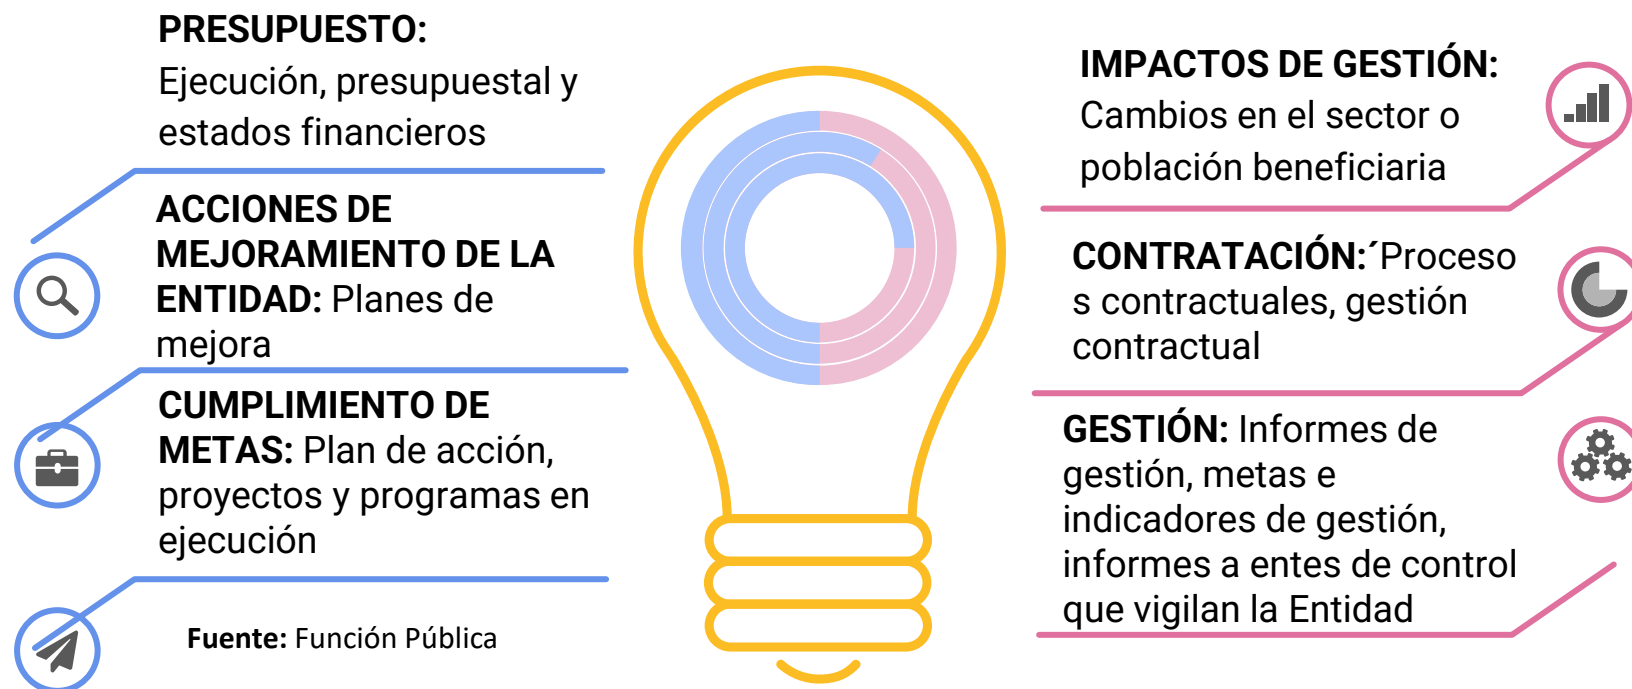 PRESUPUESTO:
Ejecución, presupuestal y
estados financieros
ACCIONES DE
MEJORAMIENTO DE LA
ENTIDAD: Planes de
mejora
CUMPLIMIENTO DE
METAS: Plan de acción,
proyectos y programas en
ejecución
Fuente: Función Pública
IMPACTOS DE GESTIÓN:
Cambios en el sector o
población beneficiaria
CONTRATACIÓN:´Proceso
s contractuales, gestión
contractual
GESTIÓN: Informes de
gestión, metas e
indicadores de gestión,
informes a entes de control
que vigilan la Entidad